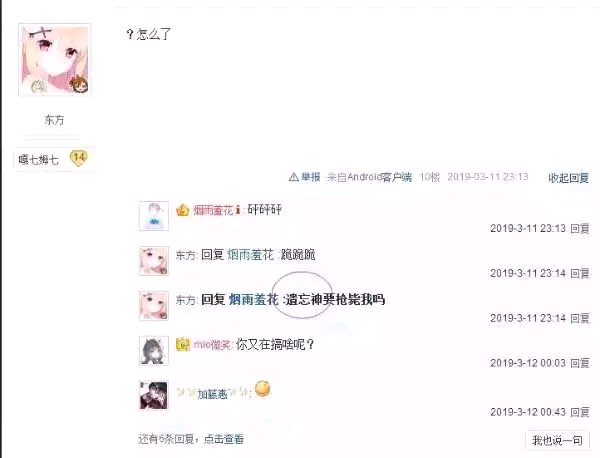 ？怎么了
东方
嘎七姆七 14
举报 来自Android客户端 10楼 2019-03-11 23:13 收起回复
烟雨羞花：砰砰砰
2019-3-11 23:13 回复
东方: 回复 烟雨羞花 :跪跪跪
2019-3-11 23:14 回复
东方: 回复 烟雨羞花 :遗忘神要枪毙我吗
2019-3-11 23:14 回复
mio微笑: 你又在搞啥呢？
2019-3-12 00:03 回复
加藤惠 :
2019-3-12 00:43 回复
还有6条回复，点击查看
我也说一句